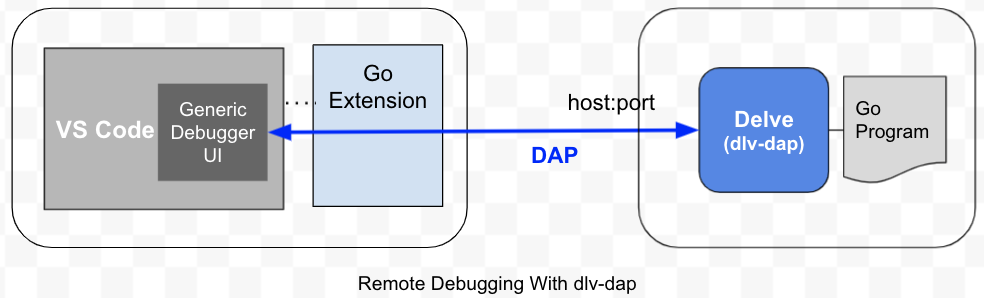 VS Code
Generic
Debugger
UI
Go
Extension
host:port
DAP
Delve
(dlv-dap)
Go
Program
Remote Debugging With dlv-dap